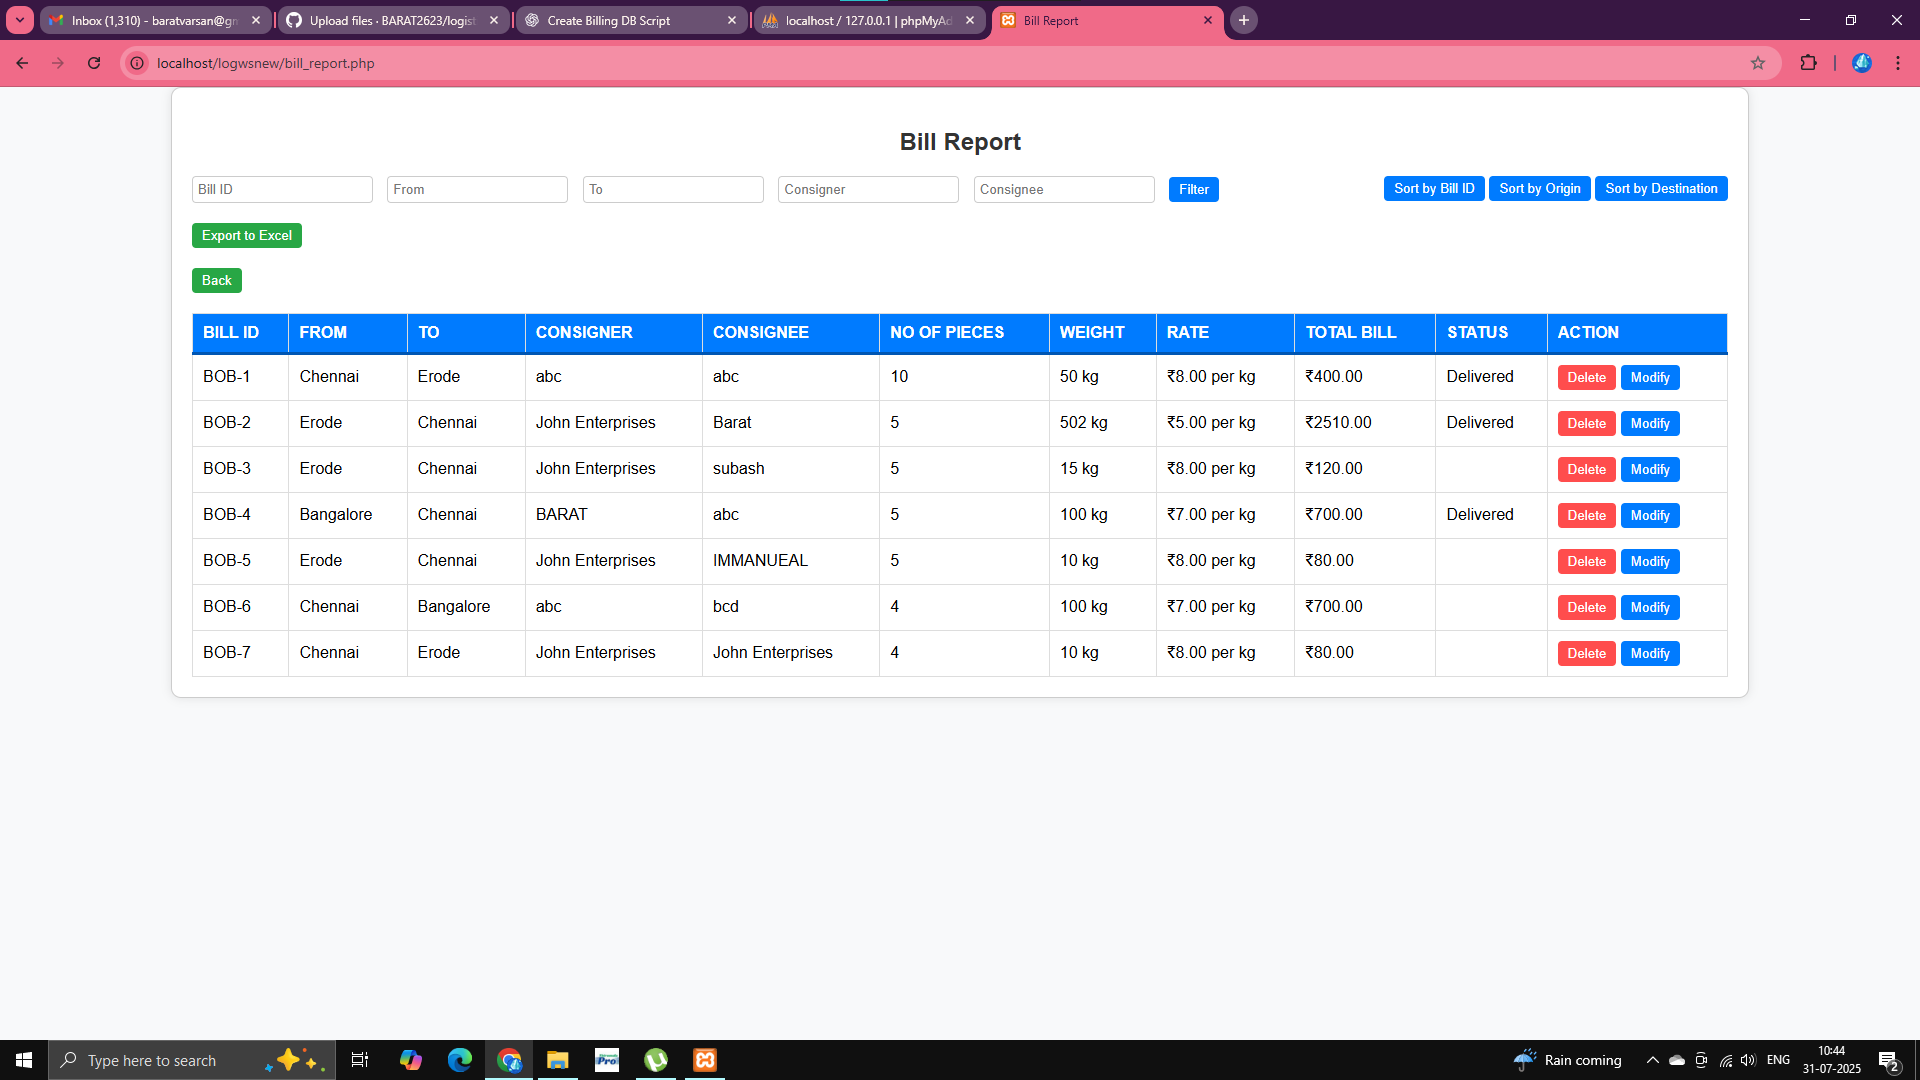 Inbox (1,310) - baratvarsan@gm
Upload files · BARAT2623/logist
Create Billing DB Script
localhost / 127.0.0.1 | phpMyAd
Bill Report
localhost/logwsnew/bill_report.php
Bill Report
Bill ID From To Consigner Consignee Filter Sort by Bill ID Sort by Origin Sort by Destination
Export to Excel
Back
BILL ID FROM TO CONSIGNER CONSIGNEE NO OF PIECES WEIGHT RATE TOTAL BILL STATUS ACTION
BOB-1 Chennai Erode abc abc 10 50 kg ₹8.00 per kg ₹400.00 Delivered Delete Modify
BOB-2 Erode Chennai John Enterprises Barat 5 502 kg ₹5.00 per kg ₹2510.00 Delivered Delete Modify
BOB-3 Erode Chennai John Enterprises subash 5 15 kg ₹8.00 per kg ₹120.00 Delete Modify
BOB-4 Bangalore Chennai BARAT abc 5 100 kg ₹7.00 per kg ₹700.00 Delivered Delete Modify
BOB-5 Erode Chennai John Enterprises IMMANUEAL 5 10 kg ₹8.00 per kg ₹80.00 Delete Modify
BOB-6 Chennai Bangalore abc bcd 4 100 kg ₹7.00 per kg ₹700.00 Delete Modify
BOB-7 Chennai Erode John Enterprises John Enterprises 4 10 kg ₹8.00 per kg ₹80.00 Delete Modify
Type here to search
Pro
Rain coming
ENG
10:44
31-07-2025
2